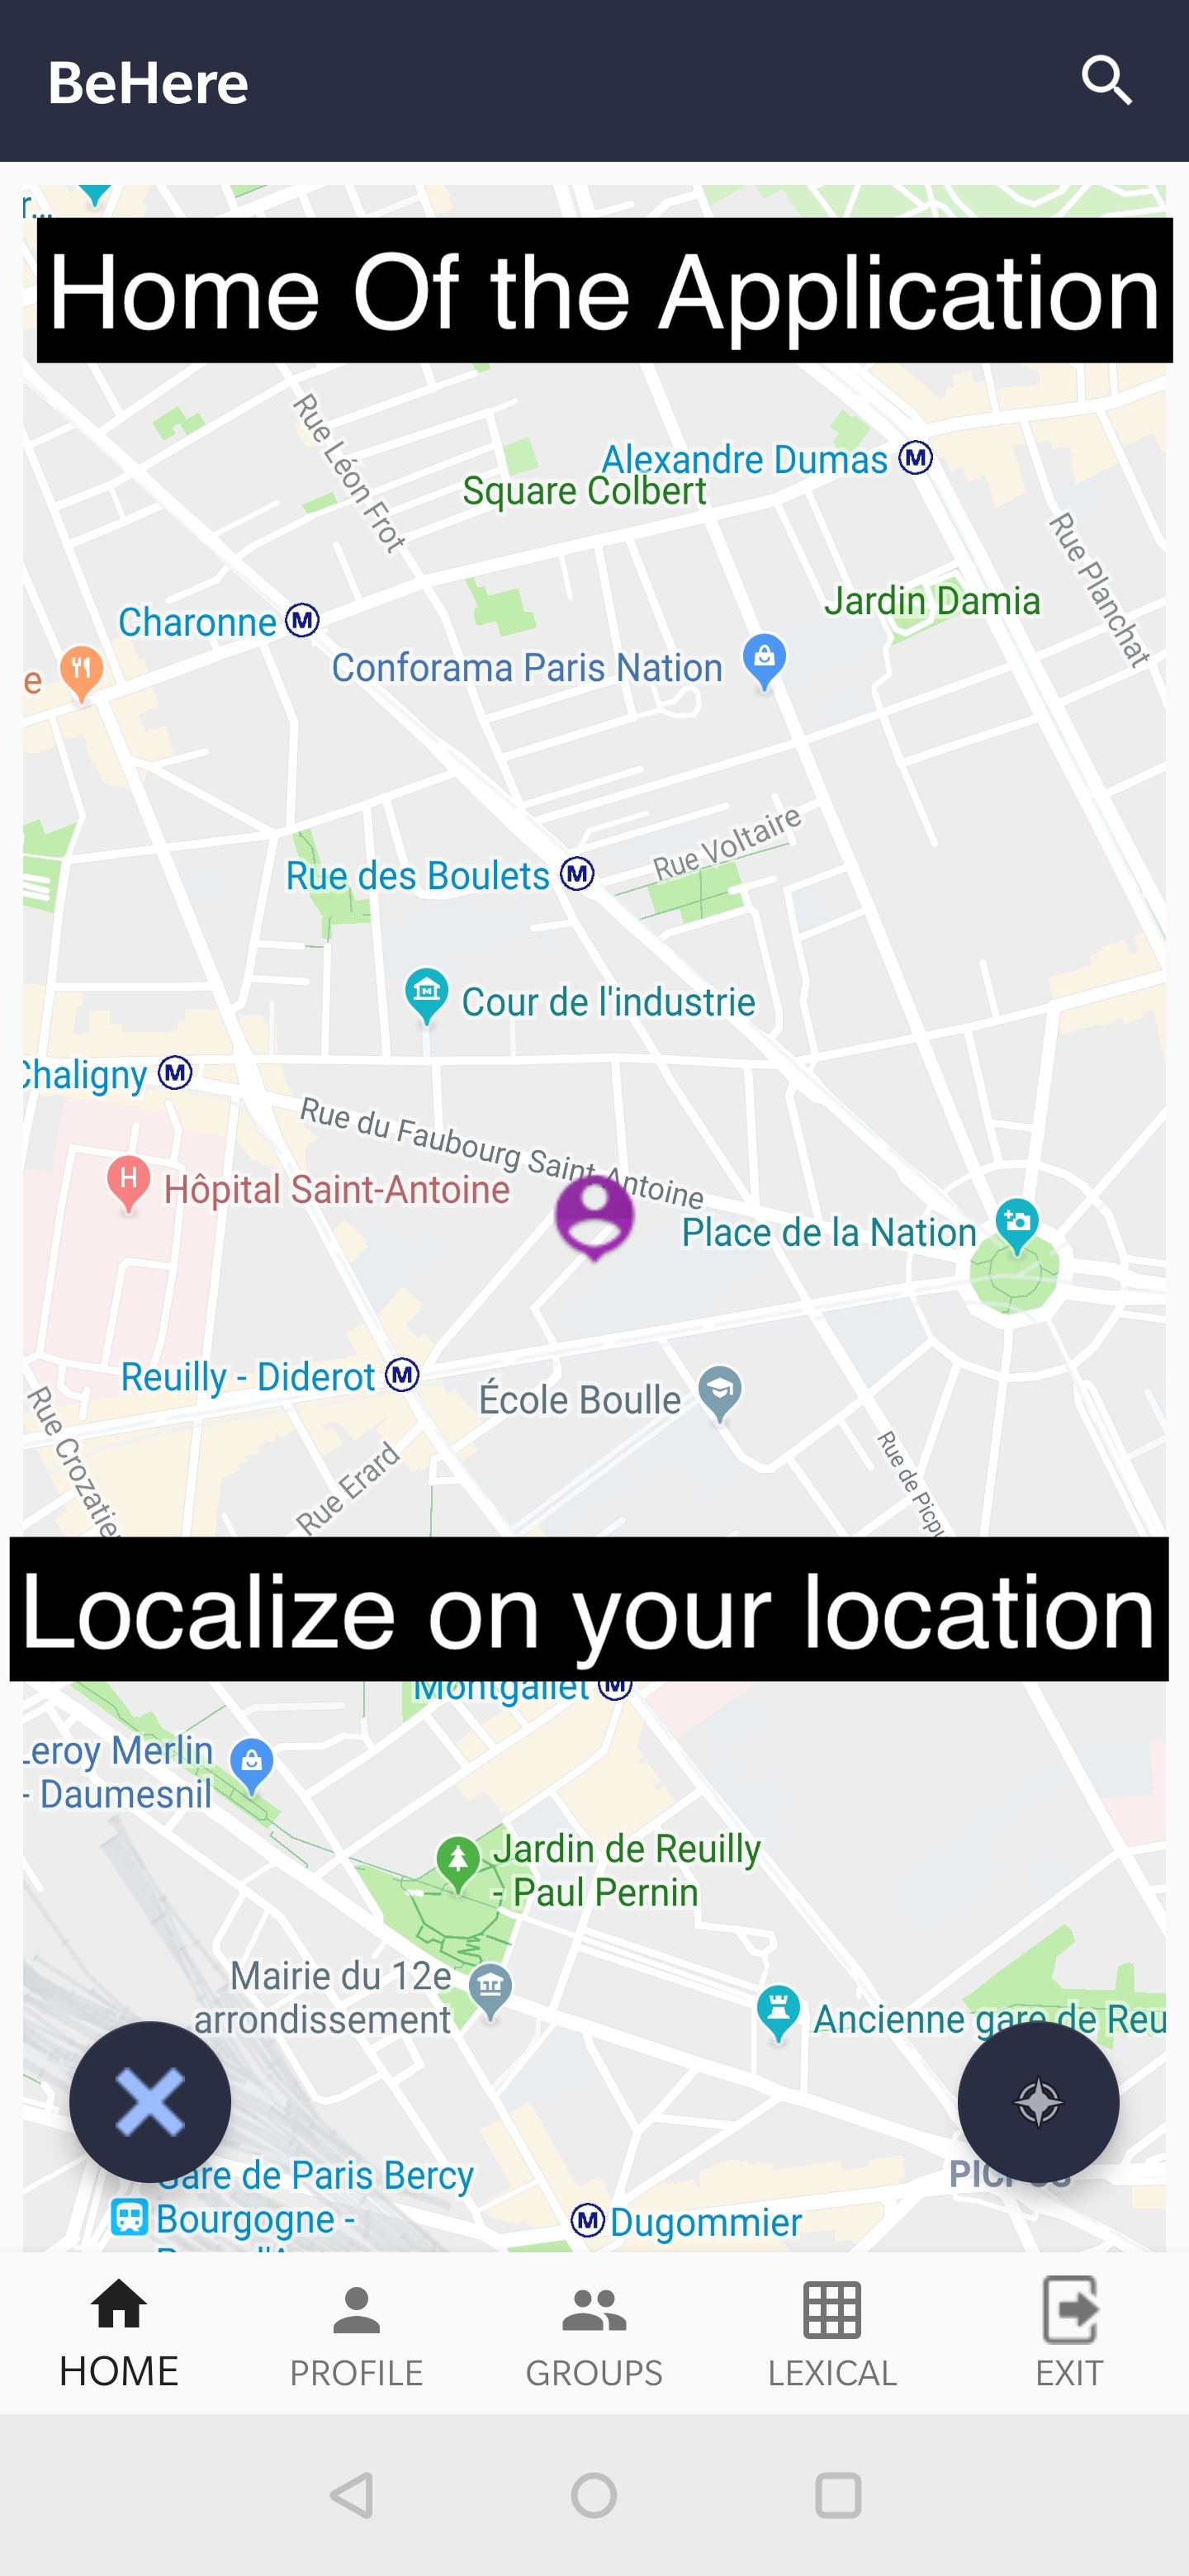 BeHere
r...
Home Of the Application
Rue Léon Frot
Alexandre Dumas M
Square Colbert
Rue Planchat
Jardin Damia
Charonne M
Conforama Paris Nation
e
Rue Voltaire
Rue des Boulets M
Cour de l'industrie
Chaligny M
Rue du Faubourg Saint-Antoine
H Hôpital Saint-Antoine
Place de la Nation
Reuilly - Diderot M
École Boulle
Rue Crozatier
Rue Erard
Rue de Picpu
Localize on your location
Montgallet M
Leroy Merlin
- Daumesnil
Jardin de Reuilly
- Paul Pernin
Mairie du 12e
arrondissement
Ancienne gare de Reu
Gare de Paris Bercy
PICPUS
Bourgogne -
M Dugommier
HOME
PROFILE
GROUPS
LEXICAL
EXIT